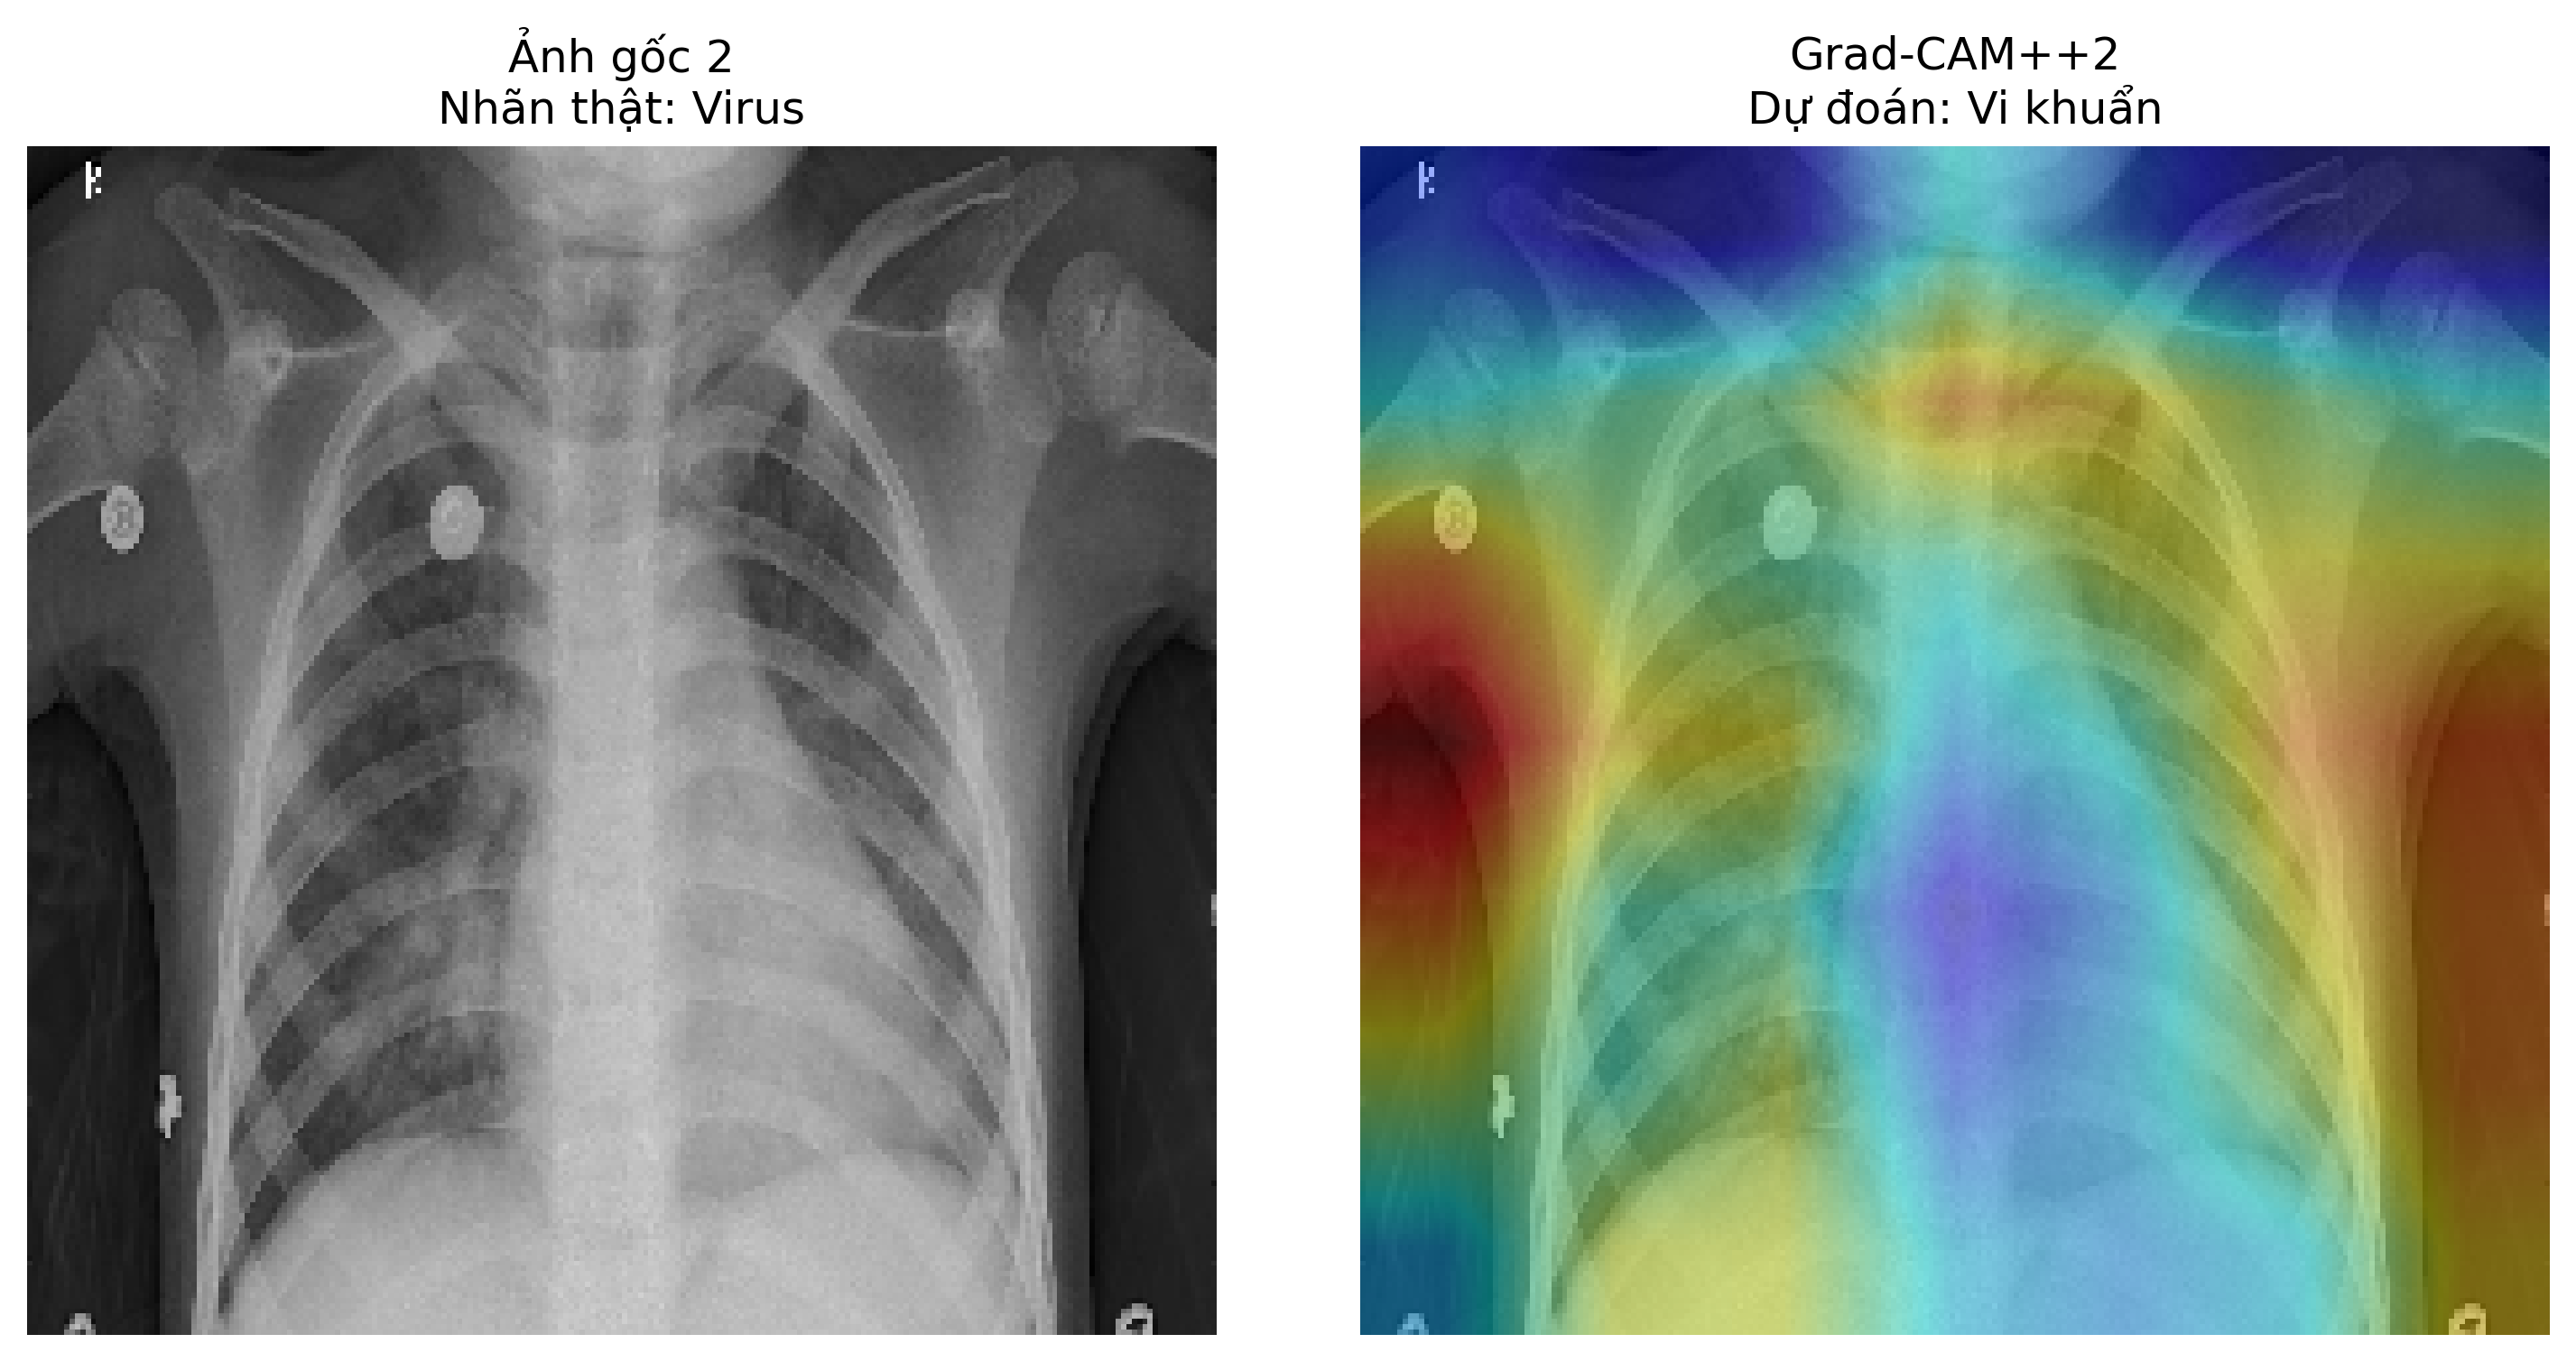 Ảnh gốc 2
Nhãn thật: Virus
Grad-CAM++2
Dự đoán: Vi khuẩn